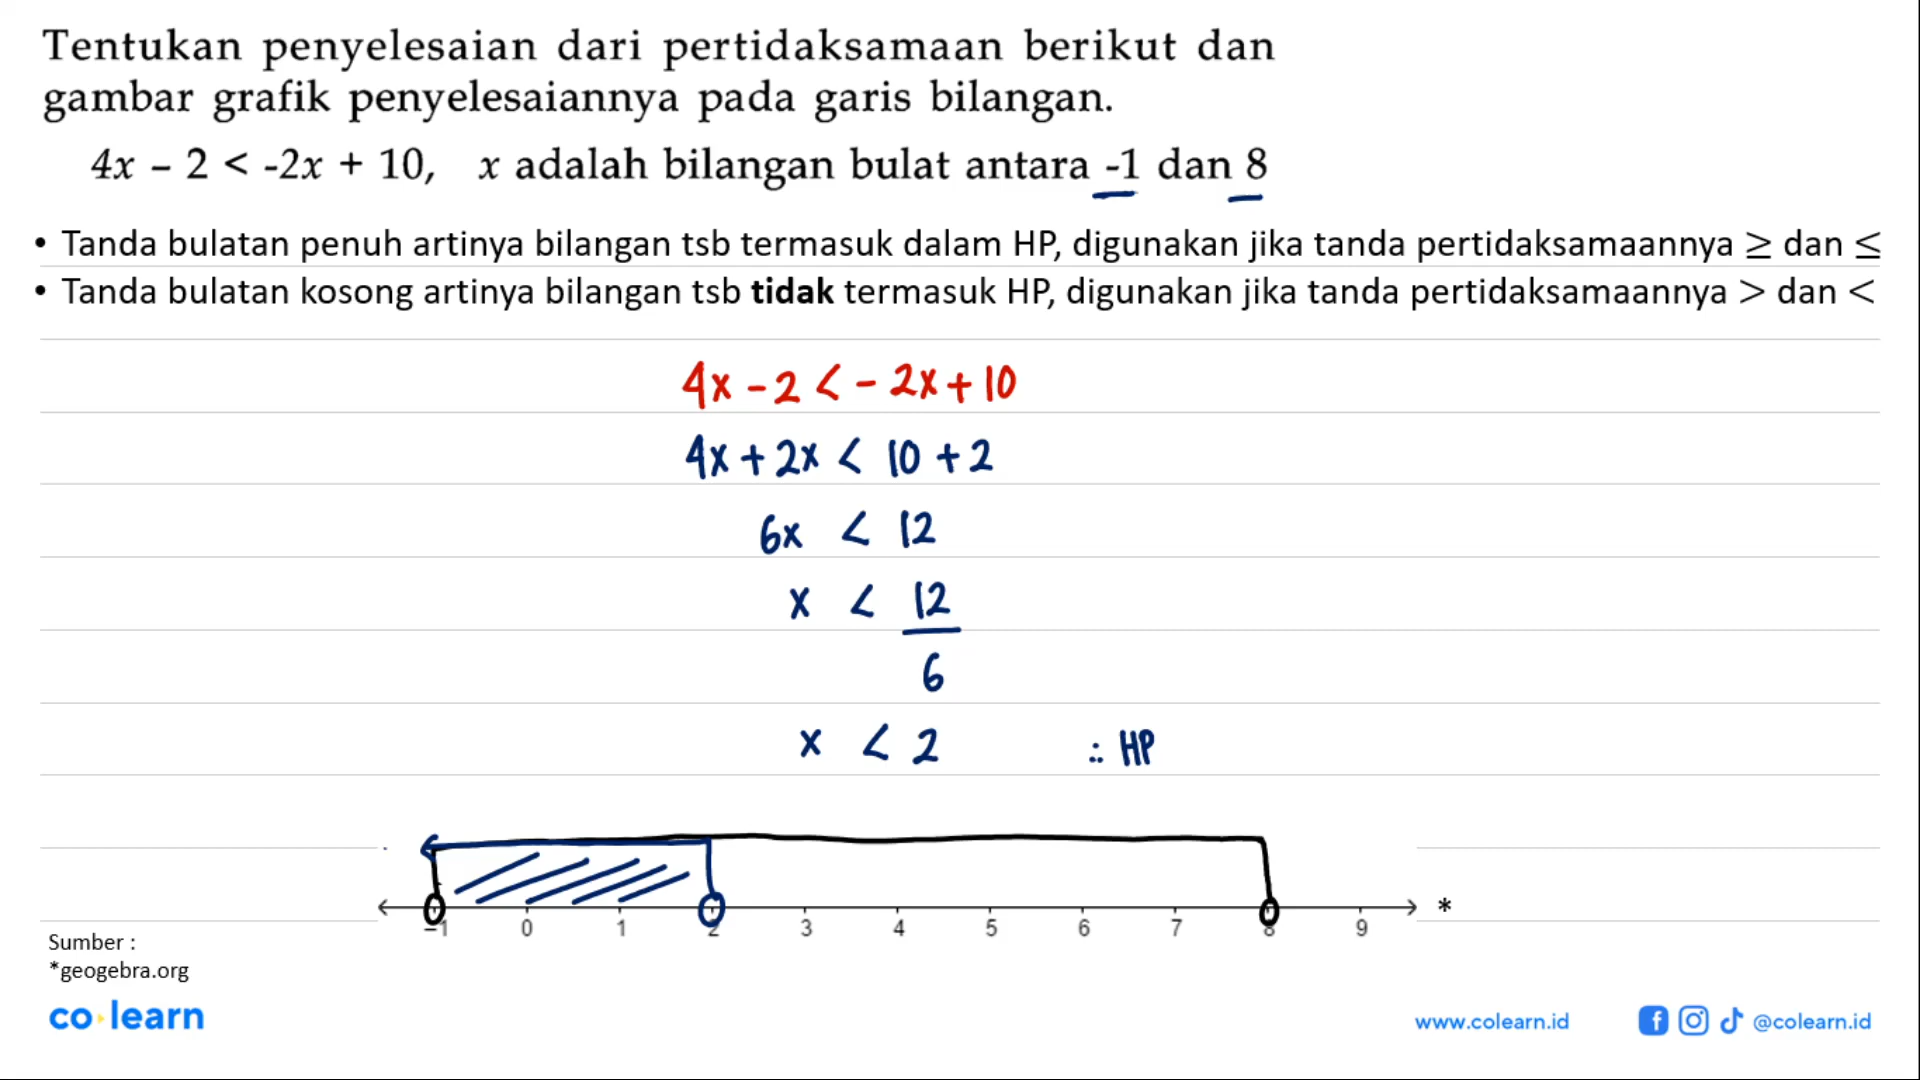 Tentukan penyelesaian dari pertidaksamaan berikut dan
gambar grafik penyelesaiannya pada garis bilangan.
4x – 2 < -2x + 10, x adalah bilangan bulat antara -1 dan 8
• Tanda bulatan penuh artinya bilangan tsb termasuk dalam HP, digunakan jika tanda pertidaksamaannya ≥ dan ≤
• Tanda bulatan kosong artinya bilangan tsb tidak termasuk HP, digunakan jika tanda pertidaksamaannya > dan <
4x - 2 < - 2x + 10
4x + 2x < 10 + 2
6x < 12
x < 12
6
x < 2 ∴ HP
*
−1 0 1 2 3 4 5 6 7 8 9
Sumber :
*geogebra.org
co learn
www.colearn.id @colearn.id